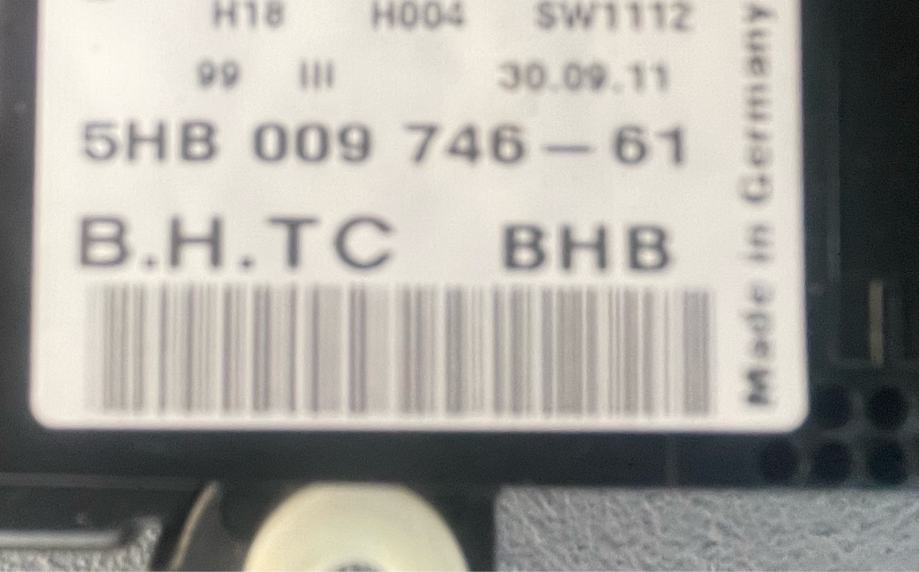 H18 H004 SW1112
99 III 30.09.11
5HB 009 746-61
B.H.TC BHB
Made in Germany